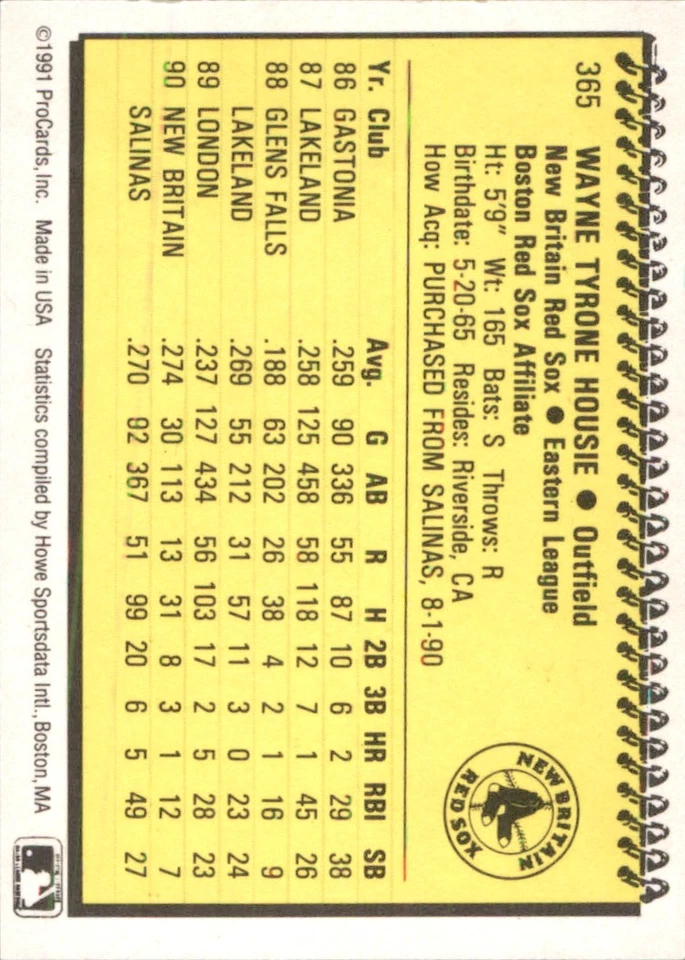 365 WAYNE TYRONE HOUSIE ● Outfield
New Britain Red Sox ● Eastern League
Boston Red Sox Affiliate
Ht: 5'9" Wt: 165 Bats: S Throws: R
Birthdate: 5-20-65 Resides: Riverside, CA
How Acq: PURCHASED FROM SALINAS, 8-1-90
NEW BRITAIN
RED SOX
Yr. Club Avg. G AB R H 2B 3B HR RBI SB
86 GASTONIA .259 90 336 55 87 10 6 2 29 38
87 LAKELAND .258 125 458 58 118 12 7 1 45 26
88 GLENS FALLS .188 63 202 26 38 4 2 1 16 9
LAKELAND .269 55 212 31 57 11 3 0 23 24
89 LONDON .237 127 434 56 103 17 2 5 28 23
90 NEW BRITAIN .274 30 113 13 31 8 3 1 12 7
SALINAS .270 92 367 51 99 20 6 5 49 27
©1991 ProCards, Inc. Made in USA Statistics compiled by Howe Sportsdata Intl., Boston, MA